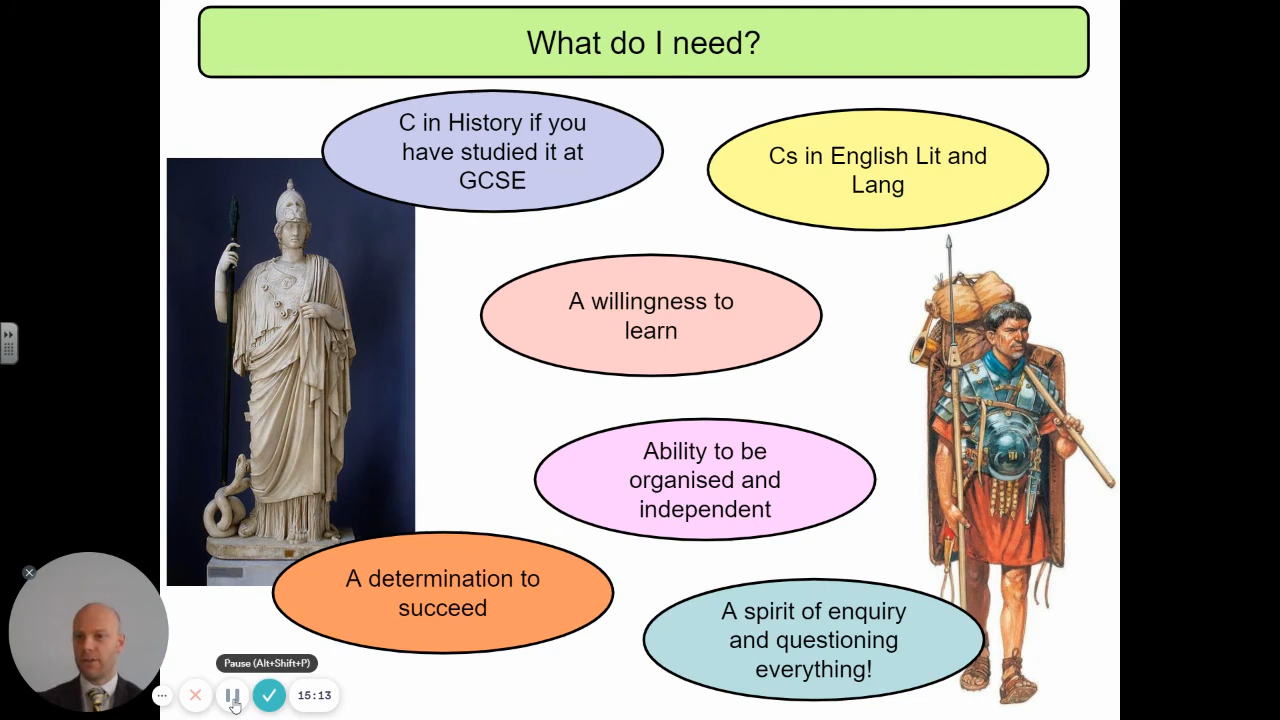 What do I need?
C in History if you
have studied it at
GCSE
Cs in English Lit and
Lang
A willingness to
learn
Ability to be
organised and
independent
A determination to
succeed
A spirit of enquiry
and questioning
everything!
Pause (Alt+Shift+P)
15:13